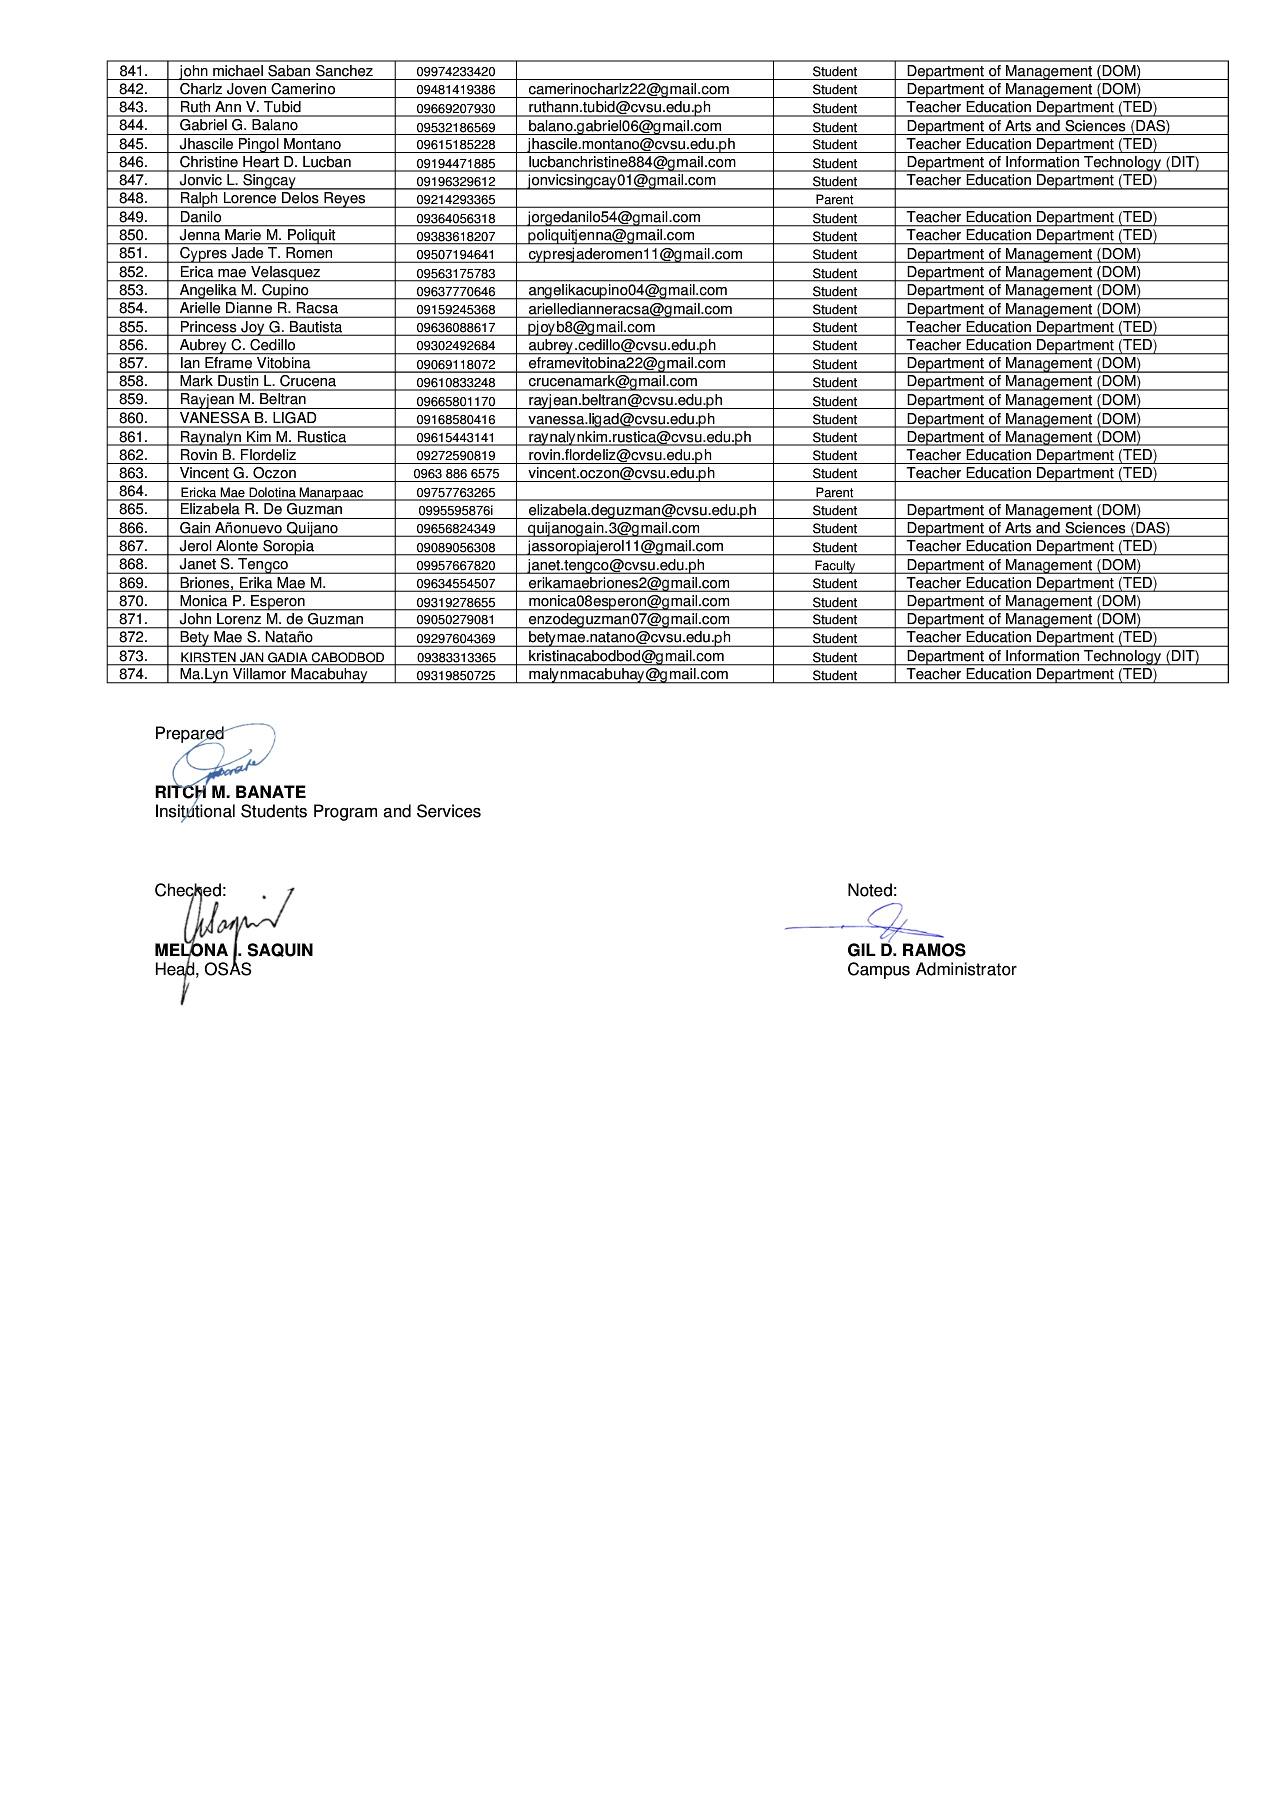 841. john michael Saban Sanchez 09974233420 Student Department of Management (DOM)
842. Charlz Joven Camerino 09481419386 camerinocharlz22@gmail.com Student Department of Management (DOM)
843. Ruth Ann V. Tubid 09669207930 ruthann.tubid@cvsu.edu.ph Student Teacher Education Department (TED)
844. Gabriel G. Balano 09532186569 balano.gabriel06@gmail.com Student Department of Arts and Sciences (DAS)
845. Jhascile Pingol Montano 09615185228 jhascile.montano@cvsu.edu.ph Student Teacher Education Department (TED)
846. Christine Heart D. Lucban 09194471885 lucbanchristine884@gmail.com Student Department of Information Technology (DIT)
847. Jonvic L. Singcay 09196329612 jonvicsingcay01@gmail.com Student Teacher Education Department (TED)
848. Ralph Lorence Delos Reyes 09214293365 Parent
849. Danilo 09364056318 jorgedanilo54@gmail.com Student Teacher Education Department (TED)
850. Jenna Marie M. Poliquit 09383618207 poliquitjenna@gmail.com Student Teacher Education Department (TED)
851. Cypres Jade T. Romen 09507194641 cypresjaderomen11@gmail.com Student Department of Management (DOM)
852. Erica mae Velasquez 09563175783 Student Department of Management (DOM)
853. Angelika M. Cupino 09637770646 angelikacupino04@gmail.com Student Department of Management (DOM)
854. Arielle Dianne R. Racsa 09159245368 arielledianneracsa@gmail.com Student Department of Management (DOM)
855. Princess Joy G. Bautista 09636088617 pjoyb8@gmail.com Student Teacher Education Department (TED)
856. Aubrey C. Cedillo 09302492684 aubrey.cedillo@cvsu.edu.ph Student Teacher Education Department (TED)
857. Ian Eframe Vitobina 09069118072 eframevitobina22@gmail.com Student Department of Management (DOM)
858. Mark Dustin L. Crucena 09610833248 crucenamark@gmail.com Student Department of Management (DOM)
859. Rayjean M. Beltran 09665801170 rayjean.beltran@cvsu.edu.ph Student Department of Management (DOM)
860. VANESSA B. LIGAD 09168580416 vanessa.ligad@cvsu.edu.ph Student Department of Management (DOM)
861. Raynalyn Kim M. Rustica 09615443141 raynalynkim.rustica@cvsu.edu.ph Student Teacher Education Department (TED)
862. Rovin B. Flordeliz 09272590819 rovin.flordeliz@cvsu.edu.ph Student Teacher Education Department (TED)
863. Vincent G. Oczon 0963 886 6575 vincent.oczon@cvsu.edu.ph Student Teacher Education Department (TED)
864. Ericka Mae Dolotina Manarpaac 09757763265 Parent
865. Elizabela R. De Guzman 0995595876i elizabela.deguzman@cvsu.edu.ph Student Department of Management (DOM)
866. Gain Añonuevo Quijano 09656824349 quijanogain.3@gmail.com Student Department of Arts and Sciences (DAS)
867. Jerol Alonte Soropia 09089056308 jassoropiajerol11@gmail.com Student Teacher Education Department (TED)
868. Janet S. Tengco 09957667820 janet.tengco@cvsu.edu.ph Faculty Department of Management (DOM)
869. Briones, Erika Mae M. 09634554507 erikamaebriones2@gmail.com Student Teacher Education Department (TED)
870. Monica P. Esperon 09319278655 monica08esperon@gmail.com Student Department of Management (DOM)
871. John Lorenz M. de Guzman 09050279081 enzodeguzman07@gmail.com Student Department of Management (DOM)
872. Bety Mae S. Nataño 09297604369 betymae.natano@cvsu.edu.ph Student Teacher Education Department (TED)
873. KIRSTEN JAN GADIA CABODBOD 09383313365 kristinacabodbod@gmail.com Student Department of Information Technology (DIT)
874. Ma.Lyn Villamor Macabuhay 09319850725 malynmacabuhay@gmail.com Student Teacher Education Department (TED)
Prepared
RITCH M. BANATE
Insitutional Students Program and Services
Checked: Noted:
MELONA . SAQUIN GIL D. RAMOS
Head, OSAS Campus Administrator